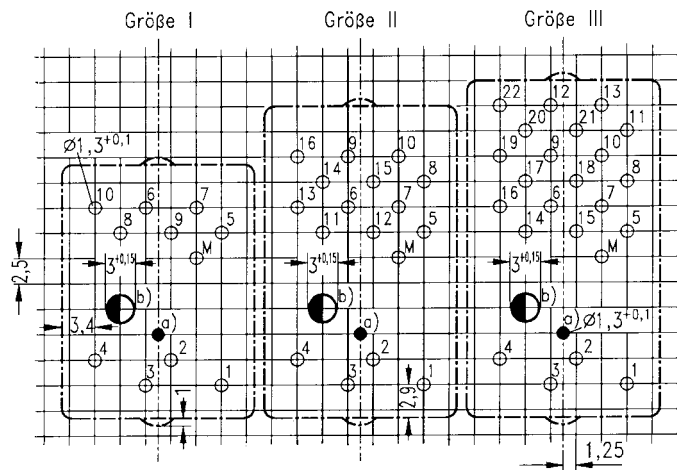 Größe I Größe II Größe III
22 12 13
20 21 11
16 9 10 19 9 10
Ø1,3+0,1
14 15 8 17 18 8
10 6 7 13 6 7 16 6 7
8 9 5 11 12 5 14 15 5
M M M
2,5
3+0,15 3+0,15 3+0,15
b) b) b)
3,4 a) a) a) Ø1,3+0,1
4 2 4 2 4 2
3 1 3 1 3 1
1 2,9
1,25